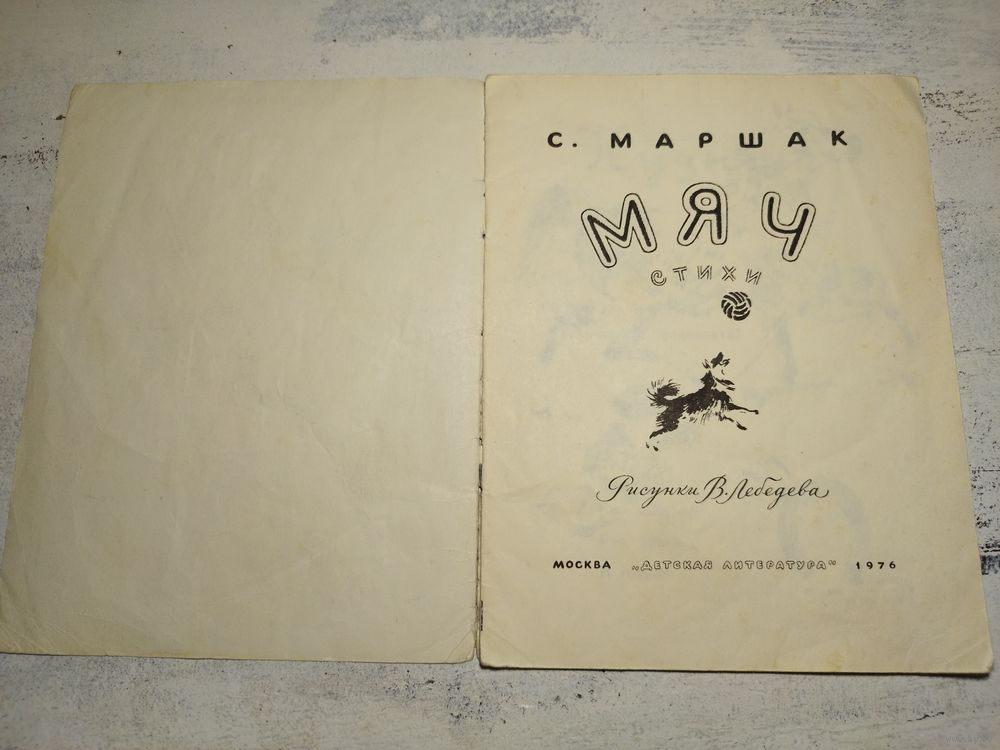 С. МАРШАК
МЯЧ
СТИХИ
Рисунки В. Лебедева
МОСКВА „ДЕТСКАЯ ЛИТЕРАТУРА" 1976